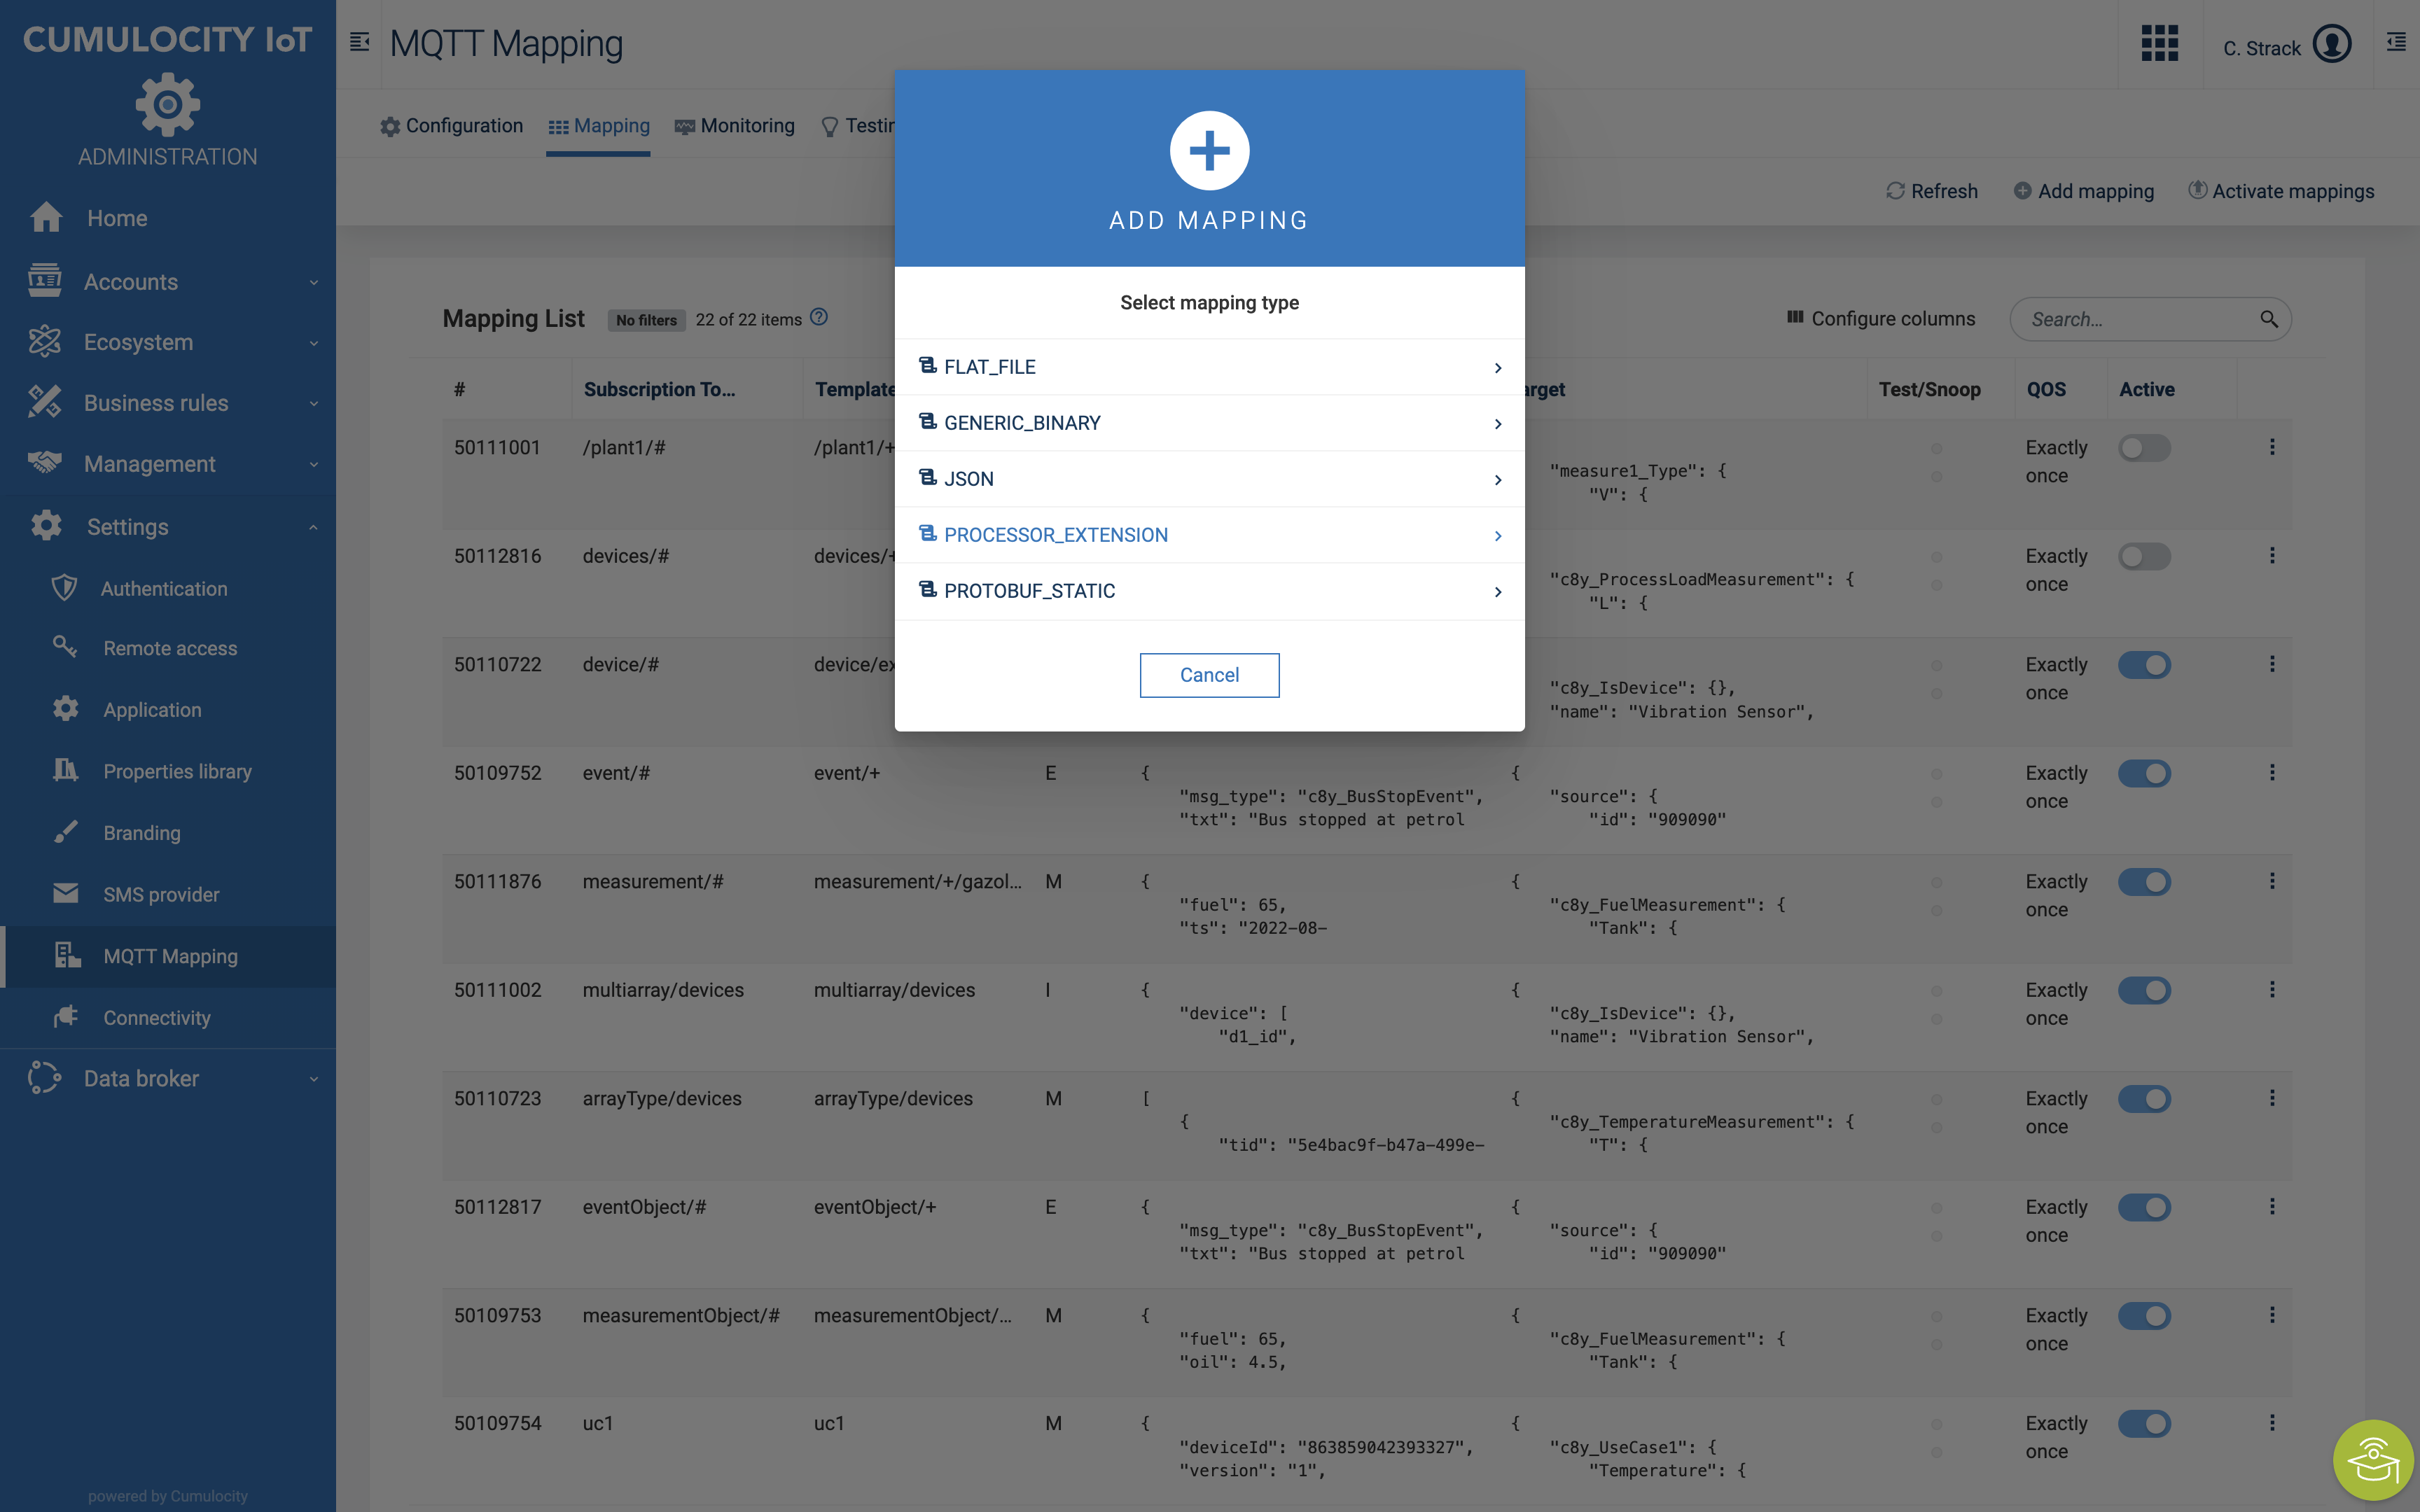 CUMULOCITY IoT
ADMINISTRATION
Home
Accounts
Ecosystem
Business rules
Management
Settings
Authentication
Remote access
Application
Properties library
Branding
SMS provider
MQTT Mapping
Connectivity
Data broker
powered by Cumulocity
MQTT Mapping
C. Strack
Configuration Mapping Monitoring
Refresh Add mapping Activate mappings
ADD MAPPING
Select mapping type
FLAT_FILE
GENERIC_BINARY
JSON
PROCESSOR_EXTENSION
PROTOBUF_STATIC
Cancel
Mapping List No filters 22 of 22 items
Configure columns Search...
# Subscription To... Template Test/Snoop QOS Active
50111001 /plant1/# /plant1/+ Exactly
"measure1_Type": {
once
"V": {
50112816 devices/# devices/+ Exactly
"c8y_ProcessLoadMeasurement": {
once
"L": {
50110722 device/# Exactly
"c8y_IsDevice": {},
once
"name": "Vibration Sensor",
50109752 event/# event/+ E { { Exactly
"msg_type": "c8y_BusStopEvent", "source": {
once
"txt": "Bus stopped at petrol "id": "909090"
50111876 measurement/# measurement/+/gazol... M { { Exactly
"fuel": 65, "c8y_FuelMeasurement": {
once
"ts": "2022-08- "Tank": {
50111002 multiarray/devices multiarray/devices I { { Exactly
"device": [ "c8y_IsDevice": {},
once
"d1_id", "name": "Vibration Sensor",
50110723 arrayType/devices arrayType/devices M [ { Exactly
{ "c8y_TemperatureMeasurement": {
once
"tid": "5e4bac9f-b47a-499e- "T": {
50112817 eventObject/# eventObject/+ E { { Exactly
"msg_type": "c8y_BusStopEvent", "source": {
once
"txt": "Bus stopped at petrol "id": "909090"
50109753 measurementObject/# measurementObject/... M { { Exactly
"fuel": 65, "c8y_FuelMeasurement": {
once
"oil": 4.5, "Tank": {
50109754 uc1 uc1 M { { Exactly
"deviceId": "863859042393327", "c8y_UseCase1": {
once
"version": "1", "Temperature": {